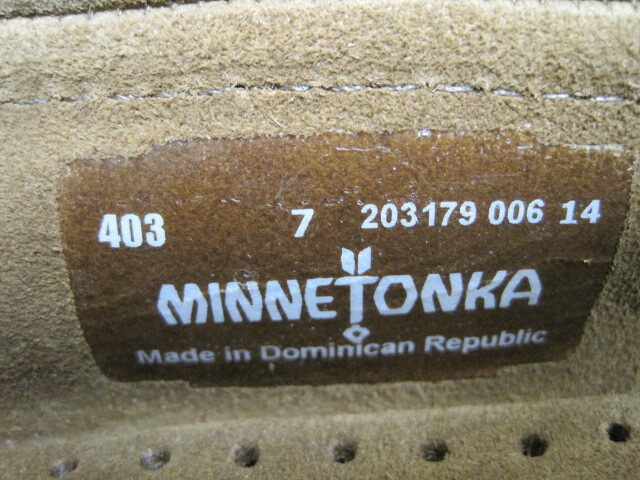 403 7 203179 006 14
MINNETONKA
Made in Dominican Republic